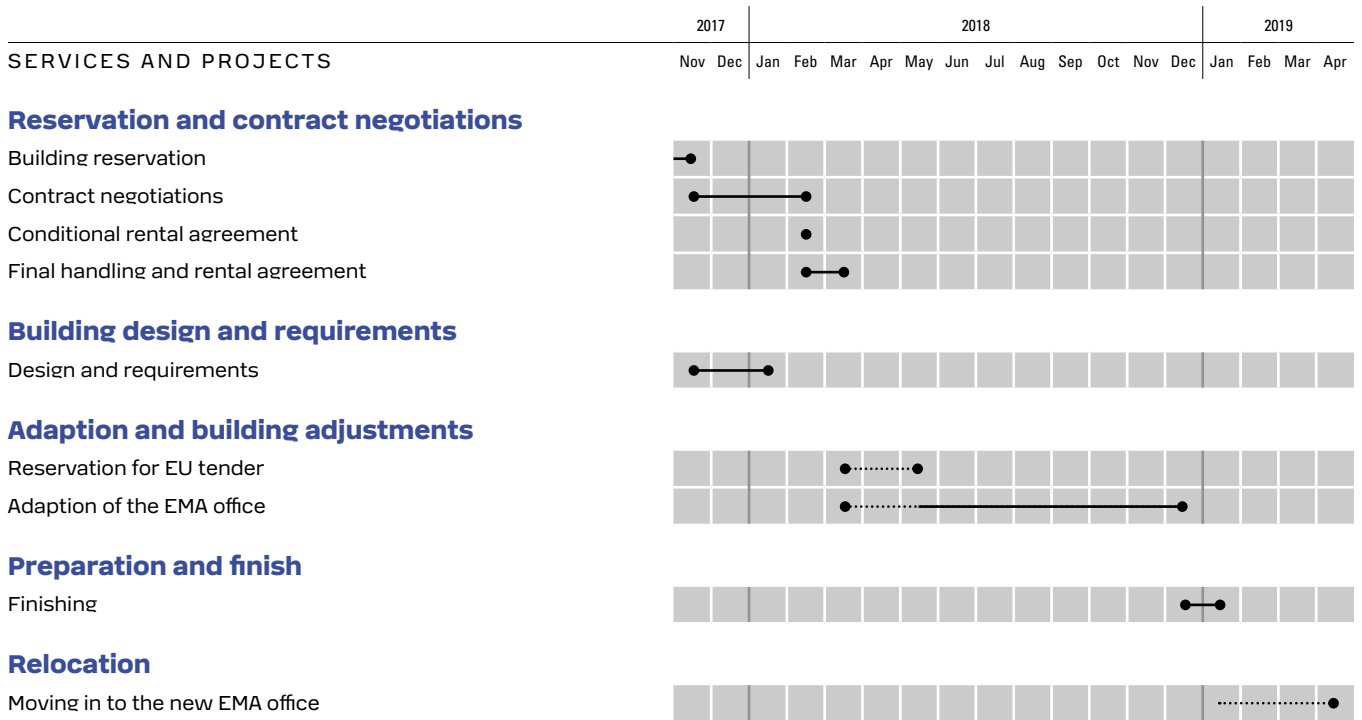 2017 2018 2019
SERVICES AND PROJECTS Nov Dec Jan Feb Mar Apr May Jun Jul Aug Sep Oct Nov Dec Jan Feb Mar Apr
Reservation and contract negotiations
Building reservation
Contract negotiations
Conditional rental agreement
Final handling and rental agreement
Building design and requirements
Design and requirements
Adaption and building adjustments
Reservation for EU tender
Adaption of the EMA office
Preparation and finish
Finishing
Relocation
Moving in to the new EMA office